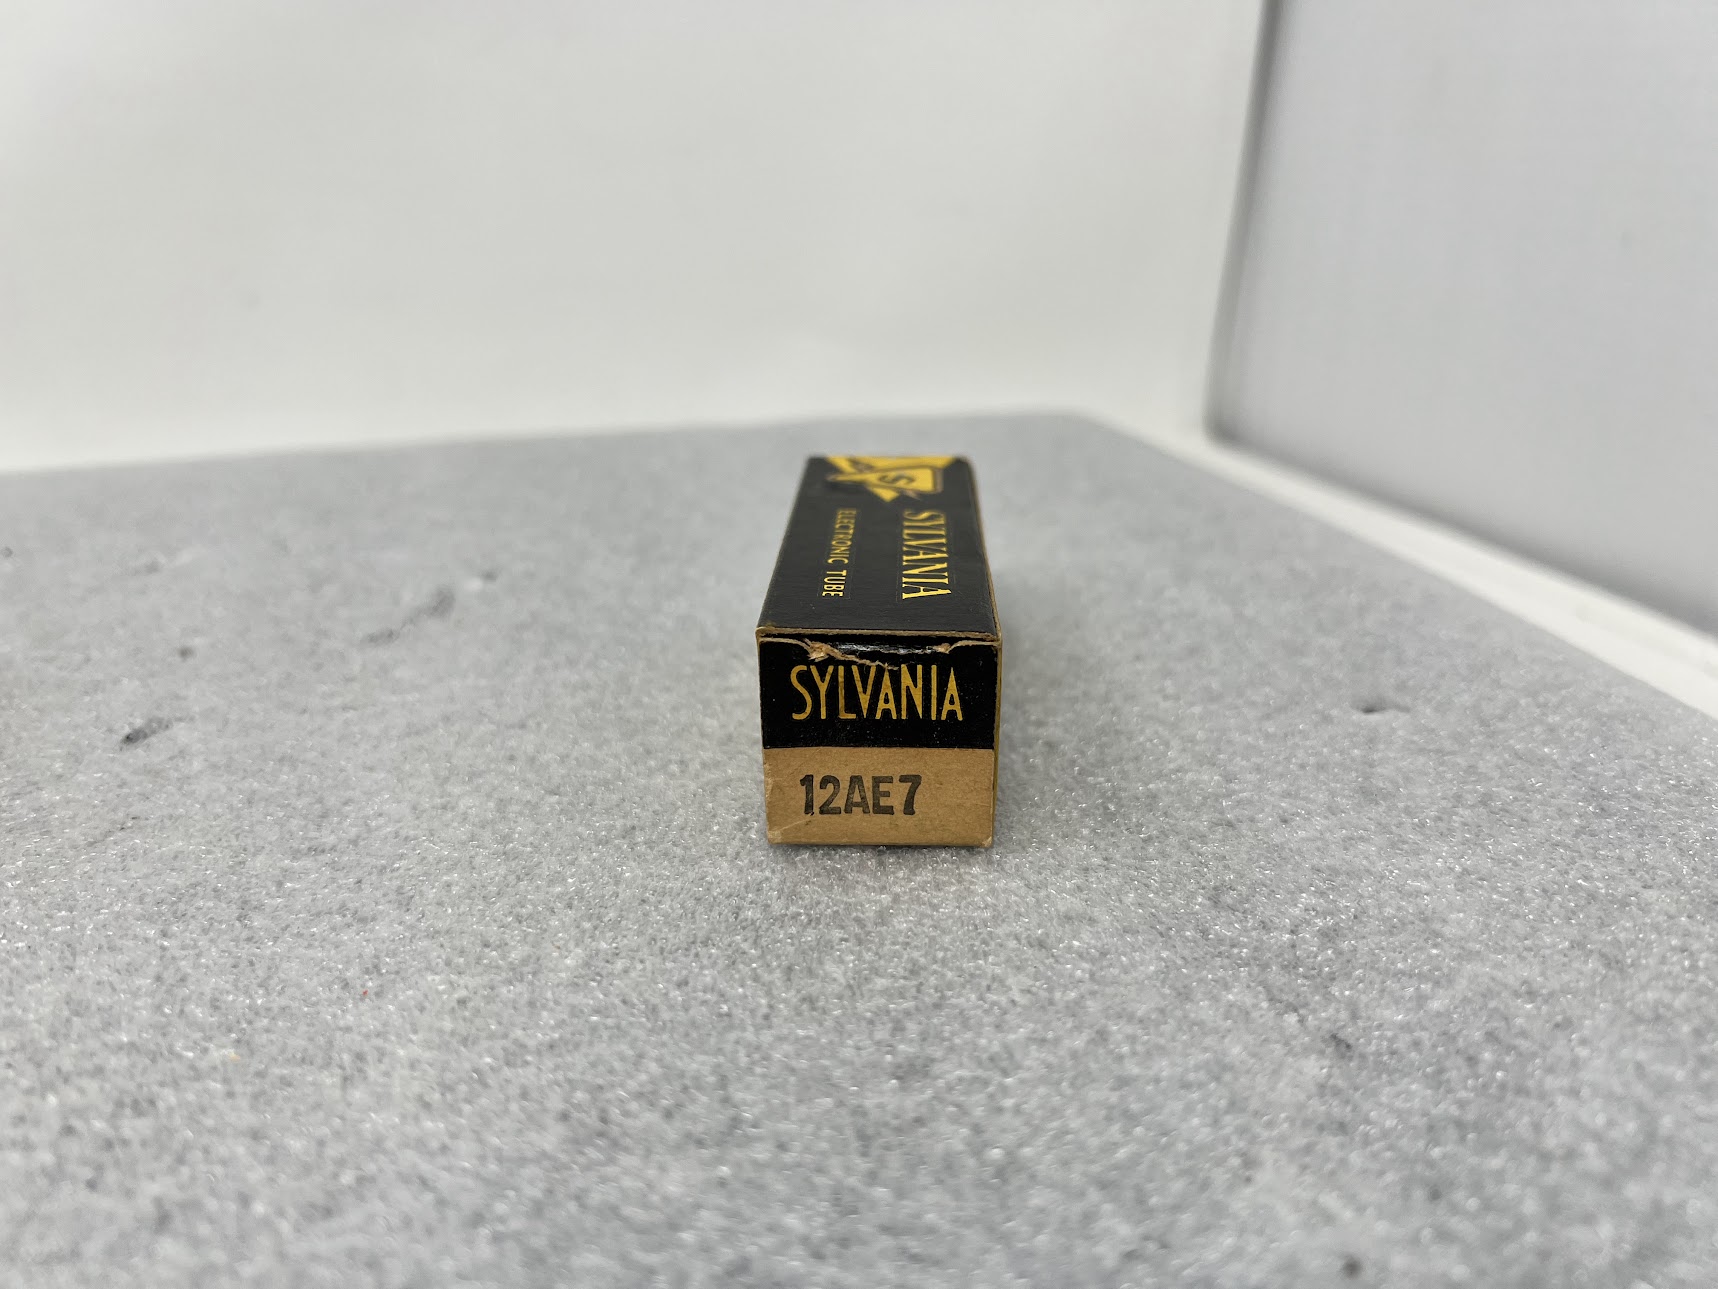 S
SYLVANIA
ELECTRONIC TUBE
SYLVANIA
12AE7